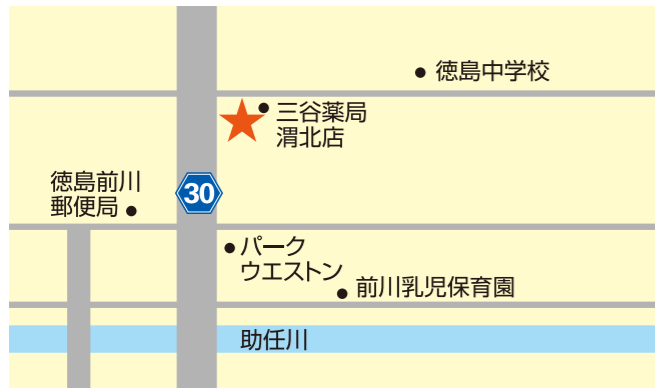 徳島中学校
三谷薬局
渭北店
徳島前川
郵便局
30
パーク
ウエストン
前川乳児保育園
助任川